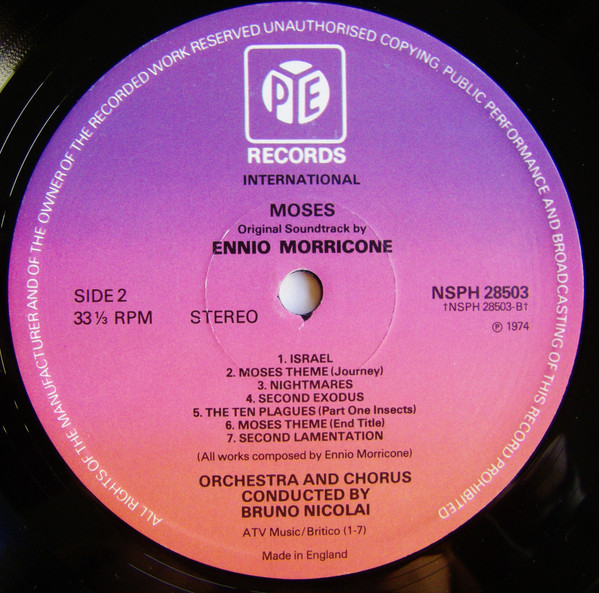 ALL RIGHTS OF THE MANUFACTURER AND OF THE OWNER OF THE RECORDED WORK RESERVED UNAUTHORISED COPYING, PUBLIC PERFORMANCE AND BROADCASTING OF THIS RECORD PROHIBITED
PYE
RECORDS
INTERNATIONAL
MOSES
Original Soundtrack by
ENNIO MORRICONE
SIDE 2
33⅓ RPM
STEREO
NSPH 28503
†NSPH 28503-B†
℗ 1974
1. ISRAEL
2. MOSES THEME (Journey)
3. NIGHTMARES
4. SECOND EXODUS
5. THE TEN PLAGUES (Part One Insects)
6. MOSES THEME (End Title)
7. SECOND LAMENTATION
(All works composed by Ennio Morricone)
ORCHESTRA AND CHORUS
CONDUCTED BY
BRUNO NICOLAI
ATV Music/Britico (1-7)
Made in England